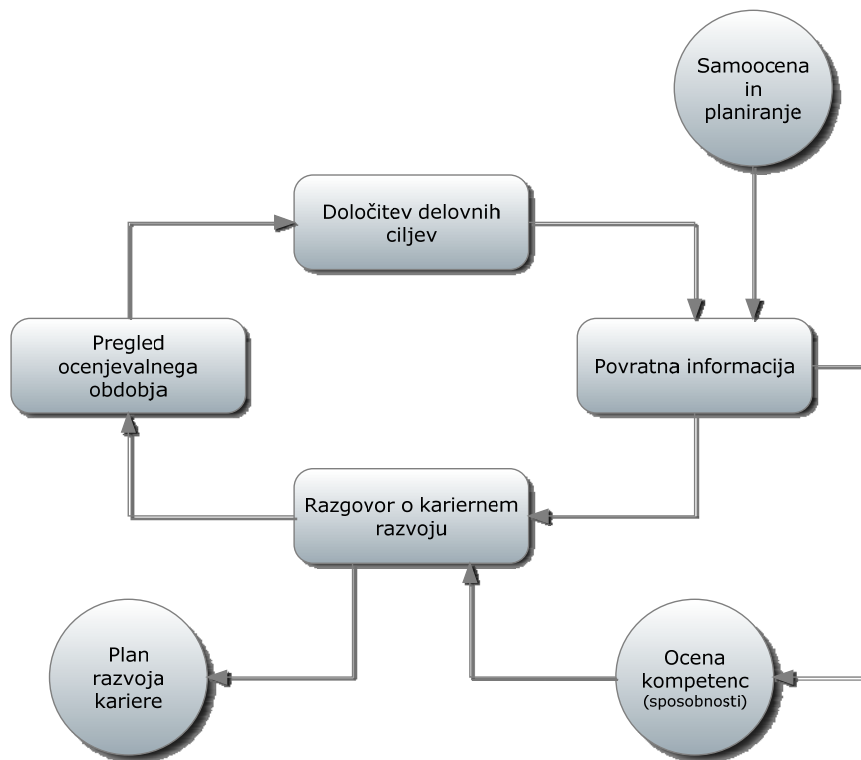 Samoocena
in
planiranje
Določitev delovnih
ciljev
Pregled
ocenjevalnega
obdobja
Povratna informacija
Razgovor o kariernem
razvoju
Plan
razvoja
kariere
Ocena
kompetenc
(sposobnosti)